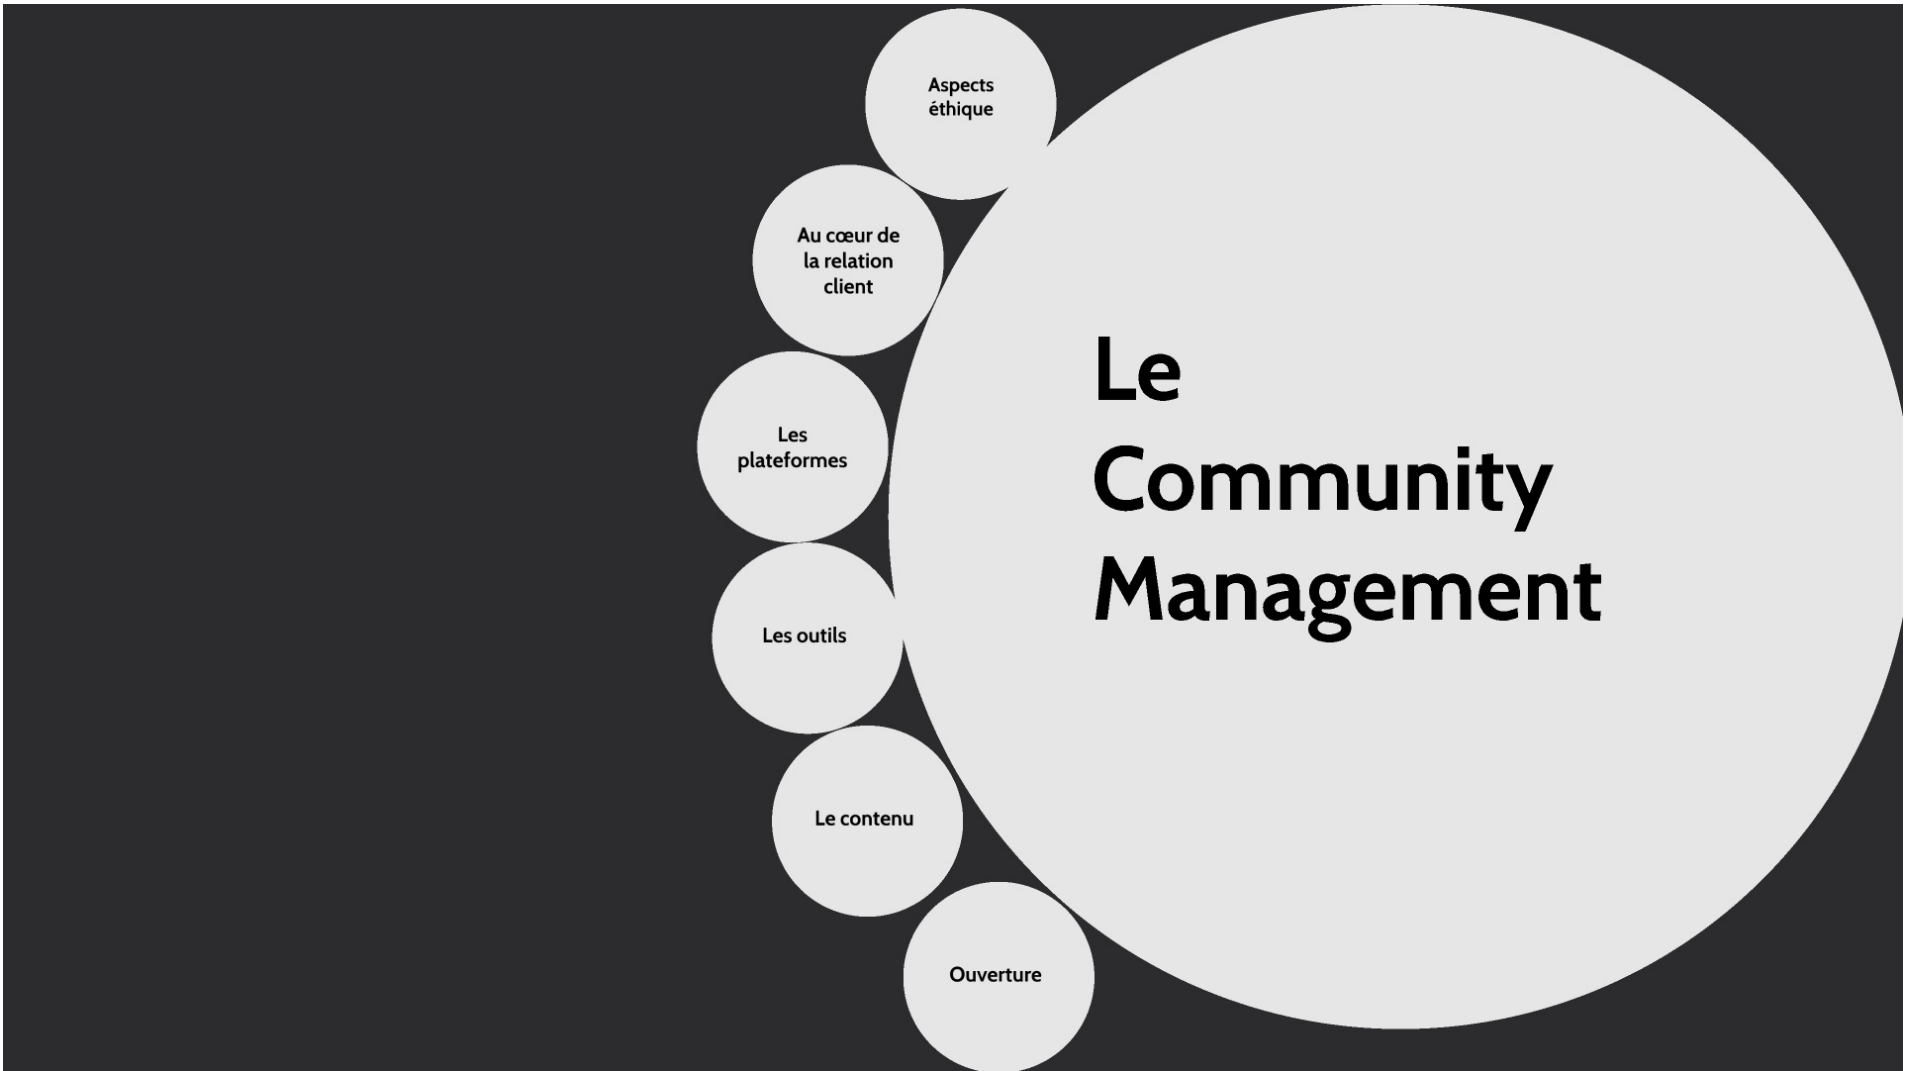 Aspects
éthique
Au cœur de
la relation
client
Les
plateformes
Les outils
Le contenu
Ouverture
Le
Community
Management